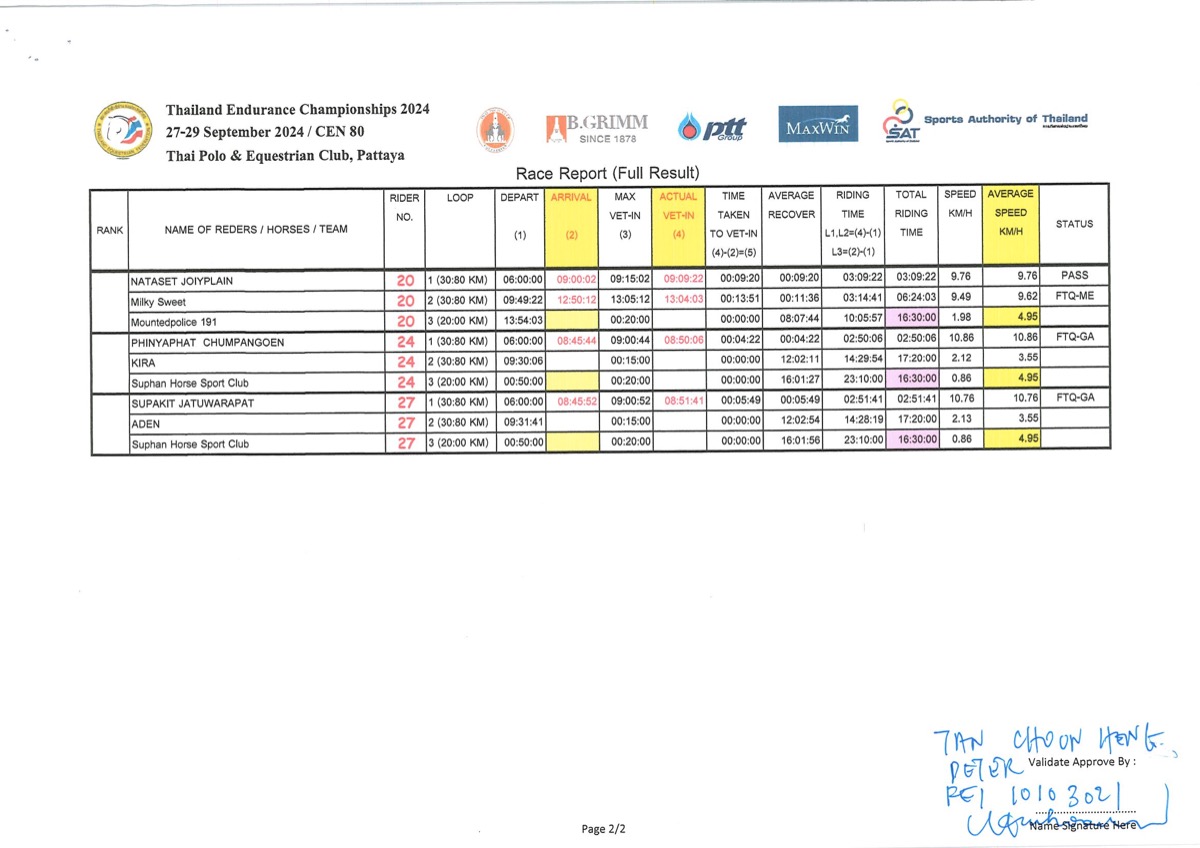 Thailand Endurance Championships 2024
27-29 September 2024 / CEN 80
Thai Polo & Equestrian Club, Pattaya
B.GRIMM
SINCE 1878
ptt
Group
MAXWIN
SAT
Sports Authority of Thailand
Race Report (Full Result)
RANK NAME OF REDERS / HORSES / TEAM RIDER NO. LOOP DEPART (1) ARRIVAL (2) MAX VET-IN (3) ACTUAL VET-IN (4) TIME TAKEN TO VET-IN (4)-(2)=(5) AVERAGE RECOVER RIDING TIME L1,L2=(4)-(1) L3=(2)-(1) TOTAL RIDING TIME SPEED KM/H AVERAGE SPEED KM/H STATUS
NATASET JOIYPLAIN 20 1 (30:80 KM) 06:00:00 09:00:02 09:15:02 09:09:22 00:09:20 00:09:20 03:09:22 03:09:22 9.76 9.76 PASS
Milky Sweet 20 2 (30:80 KM) 09:49:22 12:50:12 13:05:12 13:04:03 00:13:51 00:11:36 03:14:41 06:24:03 9.49 9.62 FTQ-ME
Mountedpolice 191 20 3 (20:00 KM) 13:54:03 00:20:00 00:00:00 08:07:44 10:05:57 16:30:00 1.98 4.95
PHINYAPHAT CHUMPANGOEN 24 1 (30:80 KM) 06:00:00 08:45:44 09:00:44 08:50:06 00:04:22 00:04:22 02:50:06 02:50:06 10.86 10.86 FTQ-GA
KIRA 24 2 (30:80 KM) 09:30:06 00:15:00 00:00:00 12:02:11 14:29:54 17:20:00 2.12 3.55
Suphan Horse Sport Club 24 3 (20:00 KM) 00:50:00 00:20:00 00:00:00 16:01:27 23:10:00 16:30:00 0.86 4.95
SUPAKIT JATUWARAPAT 27 1 (30:80 KM) 06:00:00 08:45:52 09:00:52 08:51:41 00:05:49 00:05:49 02:51:41 02:51:41 10.76 10.76 FTQ-GA
ADEN 27 2 (30:80 KM) 09:31:41 00:15:00 00:00:00 12:02:54 14:28:19 17:20:00 2.13 3.55
Suphan Horse Sport Club 27 3 (20:00 KM) 00:50:00 00:20:00 00:00:00 16:01:56 23:10:00 16:30:00 0.86 4.95
TAN CHOON HENG,
PETER
Validate Approve By :
FEI 10103021
Name Signature Here
Page 2/2